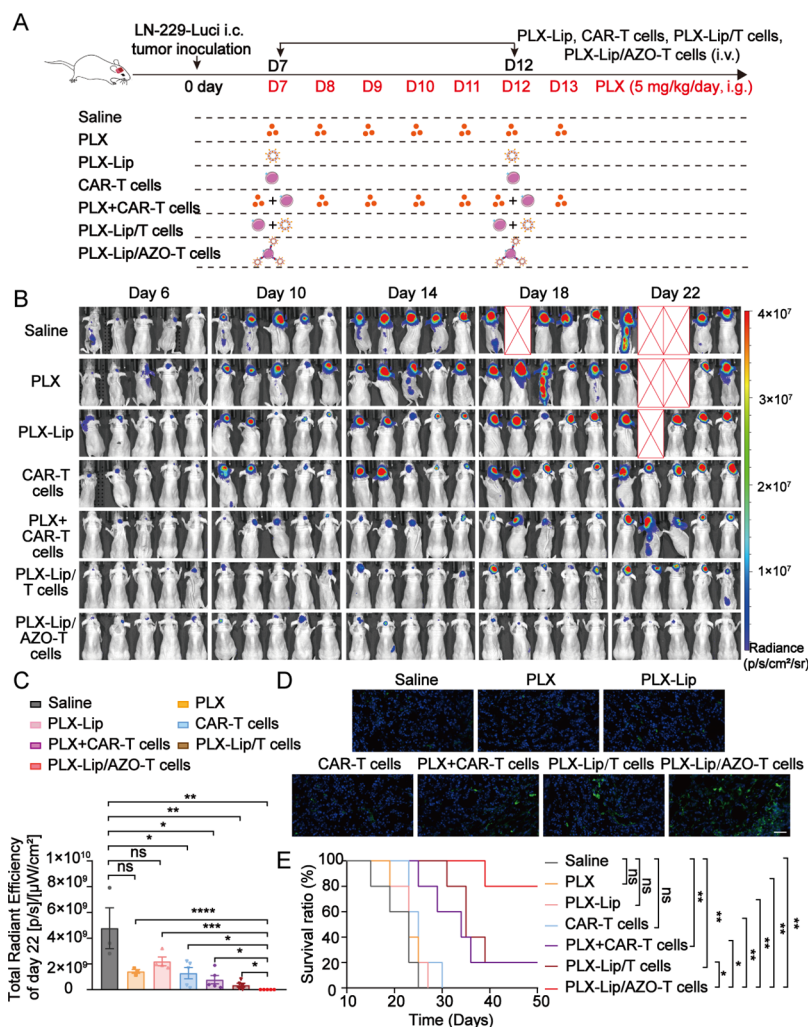 A
LN-229-Luci i.c.
tumor inoculation
PLX-Lip, CAR-T cells, PLX-Lip/T cells,
PLX-Lip/AZO-T cells (i.v.)
D7 D12
0 day D7 D8 D9 D10 D11 D12 D13 PLX (5 mg/kg/day, i.g.)
Saline
PLX
PLX-Lip
CAR-T cells
PLX+CAR-T cells
+ +
PLX-Lip/T cells
+ +
PLX-Lip/AZO-T cells
B
Day 6 Day 10 Day 14 Day 18 Day 22
Saline
PLX
PLX-Lip
CAR-T
cells
PLX+
CAR-T
cells
PLX-Lip/
T cells
PLX-Lip/
AZO-T
cells
4×10⁷
3×10⁷
2×10⁷
1×10⁷
Radiance
(p/s/cm²/sr)
C
Saline PLX
PLX-Lip CAR-T cells
PLX+CAR-T cells PLX-Lip/T cells
PLX-Lip/AZO-T cells
**
**
*
*
ns
ns
****
***
*
*
*
Total Radiant Efficiency
of day 22 [p/s]/[µW/cm²]
1×10¹⁰
8×10⁹
6×10⁹
4×10⁹
2×10⁹
0
D
Saline PLX PLX-Lip
CAR-T cells PLX+CAR-T cells PLX-Lip/T cells PLX-Lip/AZO-T cells
E
Survival ratio (%)
100
80
60
40
20
0
10 20 30 40 50
Time (Days)
Saline
PLX
PLX-Lip
CAR-T cells
PLX+CAR-T cells
PLX-Lip/T cells
PLX-Lip/AZO-T cells
ns
ns
ns
**
**
*
*
**
**
**
**